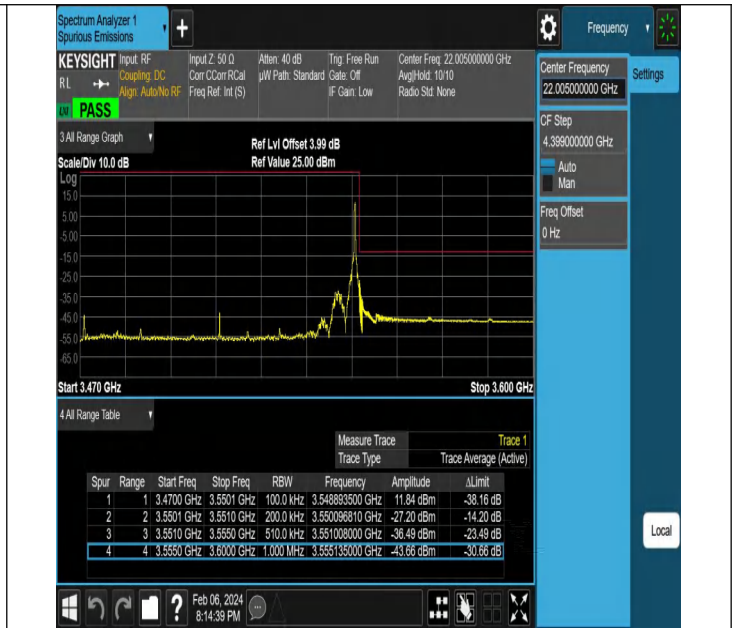 Spectrum Analyzer 1
Spurious Emissions
Frequency
KEYSIGHT
RL
PASS
Input: RF
Coupling: DC
Align: Auto/No RF
Input Z: 50 Ω
Corr CCorr RCal
Freq Ref: Int (S)
Atten: 40 dB
µW Path: Standard
Trig: Free Run
Gate: Off
IF Gain: Low
Center Freq: 22.005000000 GHz
Avg|Hold: 10/10
Radio Std: None
Center Frequency
22.005000000 GHz
Settings
CF Step
4.399000000 GHz
Auto
Man
Freq Offset
0 Hz
3 All Range Graph
Scale/Div 10.0 dB
Ref Lvl Offset 3.99 dB
Ref Value 25.00 dBm
Log
15.0
5.00
-5.00
-15.0
-25.0
-35.0
-45.0
-55.0
-65.0
Start 3.470 GHz
Stop 3.600 GHz
4 All Range Table
Measure Trace Trace 1
Trace Type Trace Average (Active)
Spur Range Start Freq Stop Freq RBW Frequency Amplitude ΔLimit
1 1 3.4700 GHz 3.5501 GHz 100.0 kHz 3.548893500 GHz 11.84 dBm -38.16 dB
2 2 3.5501 GHz 3.5510 GHz 200.0 kHz 3.550096810 GHz -27.20 dBm -14.20 dB
3 3 3.5510 GHz 3.5550 GHz 510.0 kHz 3.551008000 GHz -36.49 dBm -23.49 dB
4 4 3.5550 GHz 3.6000 GHz 1.000 MHz 3.555135000 GHz -43.66 dBm -30.66 dB
Local
Feb 06, 2024
8:14:39 PM